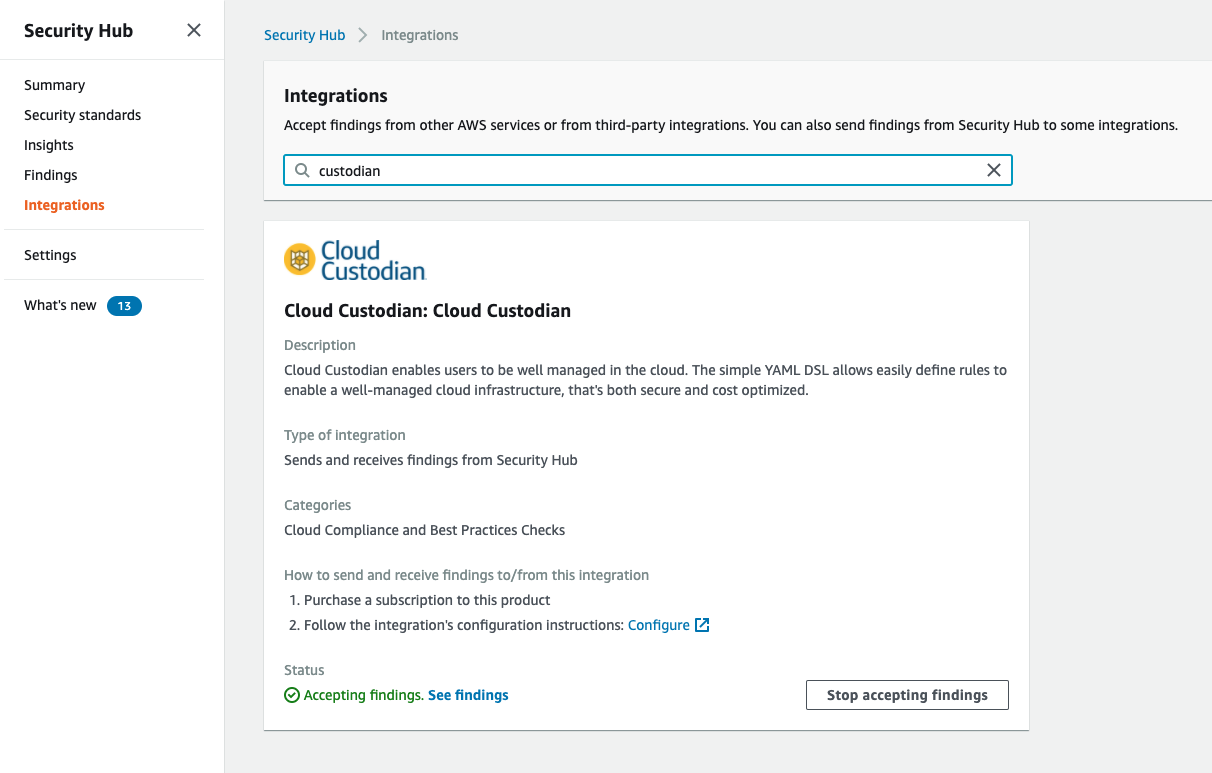 Security Hub
Summary
Security standards
Insights
Findings
Integrations
Settings
What's new 13
Security Hub Integrations
Integrations
Accept findings from other AWS services or from third-party integrations. You can also send findings from Security Hub to some integrations.
custodian
Cloud
Custodian
Cloud Custodian: Cloud Custodian
Description
Cloud Custodian enables users to be well managed in the cloud. The simple YAML DSL allows easily define rules to
enable a well-managed cloud infrastructure, that's both secure and cost optimized.
Type of integration
Sends and receives findings from Security Hub
Categories
Cloud Compliance and Best Practices Checks
How to send and receive findings to/from this integration
1. Purchase a subscription to this product
2. Follow the integration's configuration instructions: Configure
Status
Accepting findings. See findings
Stop accepting findings